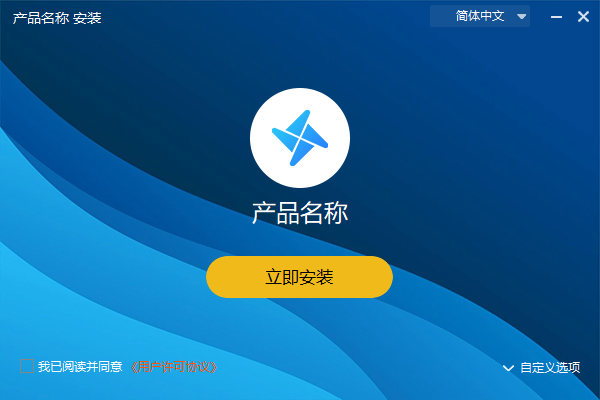 产品名称 安装
简体中文
产品名称
立即安装
我已阅读并同意 《用户许可协议》
自定义选项